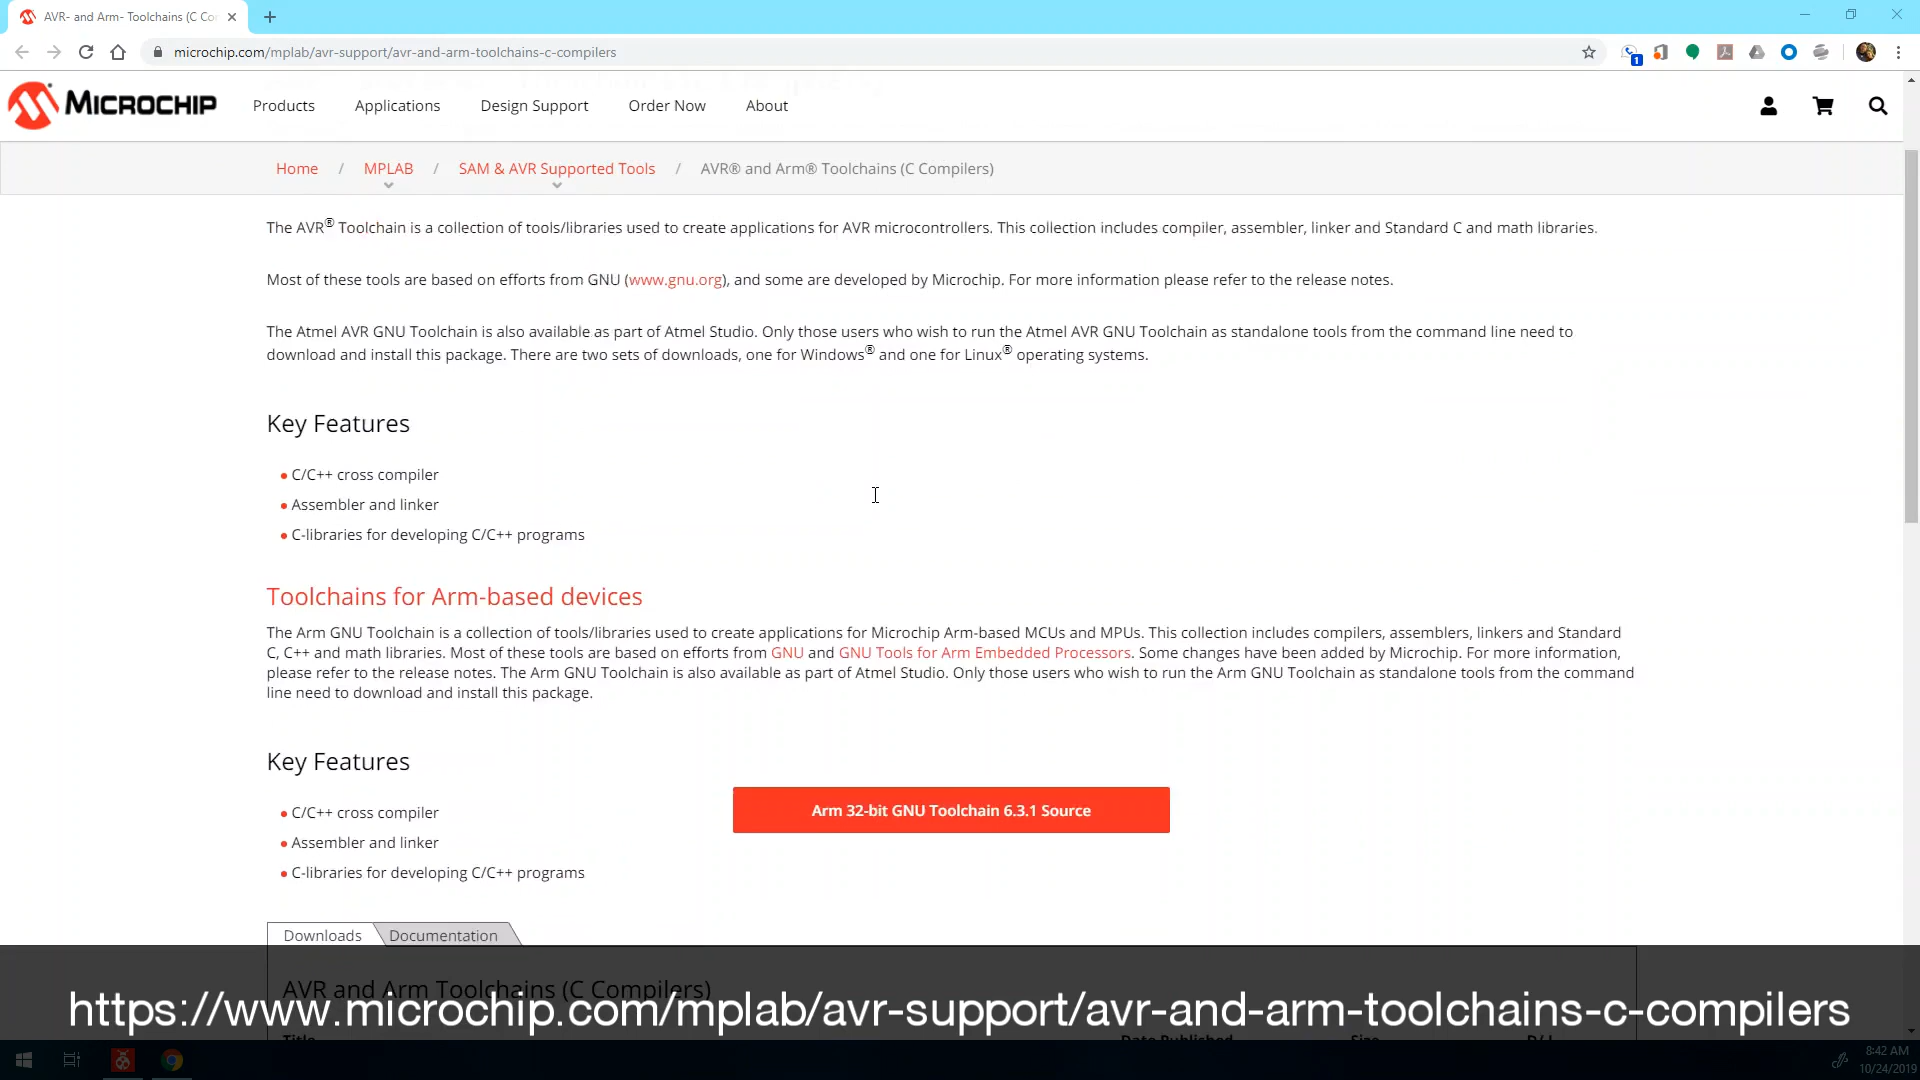 AVR- and Arm- Toolchains (C Co
microchip.com/mplab/avr-support/avr-and-arm-toolchains-c-compilers
1
MICROCHIP
Products
Applications
Design Support
Order Now
About
Home / MPLAB / SAM & AVR Supported Tools / AVR® and Arm® Toolchains (C Compilers)
The AVR® Toolchain is a collection of tools/libraries used to create applications for AVR microcontrollers. This collection includes compiler, assembler, linker and Standard C and math libraries.
Most of these tools are based on efforts from GNU (www.gnu.org), and some are developed by Microchip. For more information please refer to the release notes.
The Atmel AVR GNU Toolchain is also available as part of Atmel Studio. Only those users who wish to run the Atmel AVR GNU Toolchain as standalone tools from the command line need to
download and install this package. There are two sets of downloads, one for Windows® and one for Linux® operating systems.
Key Features
C/C++ cross compiler
Assembler and linker
C-libraries for developing C/C++ programs
Toolchains for Arm-based devices
The Arm GNU Toolchain is a collection of tools/libraries used to create applications for Microchip Arm-based MCUs and MPUs. This collection includes compilers, assemblers, linkers and Standard
C, C++ and math libraries. Most of these tools are based on efforts from GNU and GNU Tools for Arm Embedded Processors. Some changes have been added by Microchip. For more information,
please refer to the release notes. The Arm GNU Toolchain is also available as part of Atmel Studio. Only those users who wish to run the Arm GNU Toolchain as standalone tools from the command
line need to download and install this package.
Key Features
C/C++ cross compiler
Assembler and linker
C-libraries for developing C/C++ programs
Arm 32-bit GNU Toolchain 6.3.1 Source
Downloads
Documentation
AVR and Arm Toolchains (C Compilers)
https://www.microchip.com/mplab/avr-support/avr-and-arm-toolchains-c-compilers
Title
Date Published
Size
8:42 AM
10/24/2019